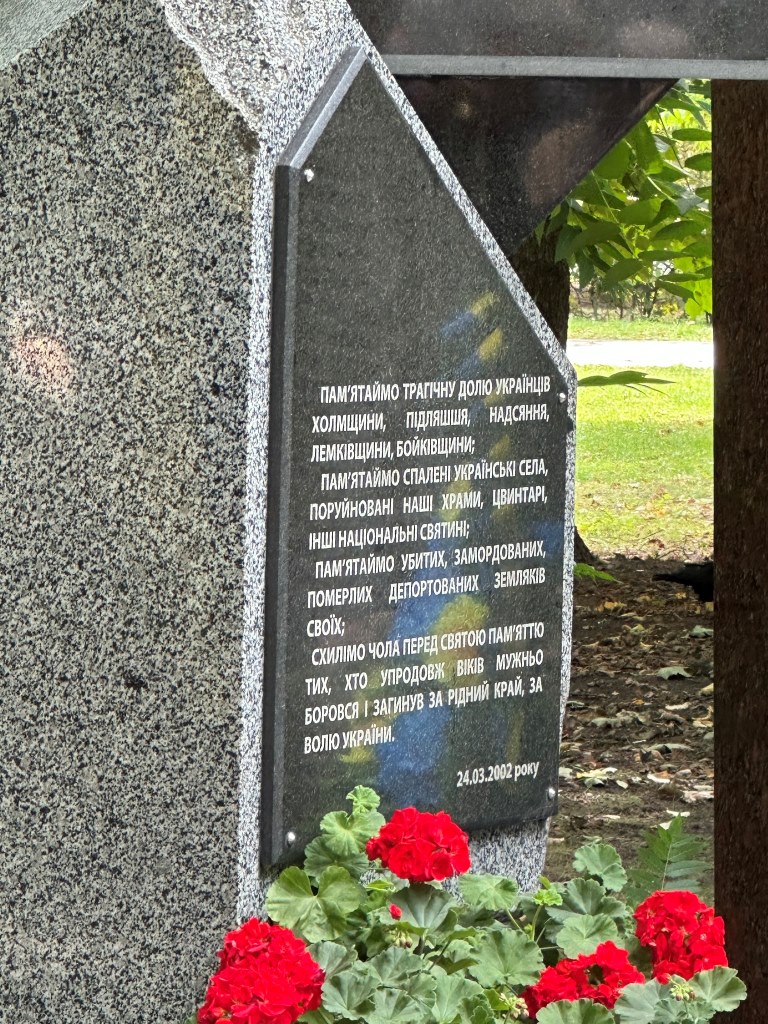 ПАМ'ЯТАЙМО ТРАГІЧНУ ДОЛЮ УКРАЇНЦІВ
ХОЛМЩИНИ, ПІДЛЯШШЯ, НАДСЯННЯ,
ЛЕМКІВЩИНИ, БОЙКІВЩИНИ;
ПАМ'ЯТАЙМО СПАЛЕНІ УКРАЇНСЬКІ СЕЛА,
ПОРУЙНОВАНІ НАШІ ХРАМИ, ЦВИНТАРІ,
ІНШІ НАЦІОНАЛЬНІ СВЯТИНІ;
ПАМ'ЯТАЙМО УБИТИХ, ЗАМОРДОВАНИХ,
ПОМЕРЛИХ ДЕПОРТОВАНИХ ЗЕМЛЯКІВ
СВОЇХ;
СХИЛІМО ЧОЛА ПЕРЕД СВЯТОЮ ПАМ'ЯТТЮ
ТИХ, ХТО УПРОДОВЖ ВІКІВ МУЖНЬО
БОРОВСЯ І ЗАГИНУВ ЗА РІДНИЙ КРАЙ, ЗА
ВОЛЮ УКРАЇНИ.
24.03.2002 року